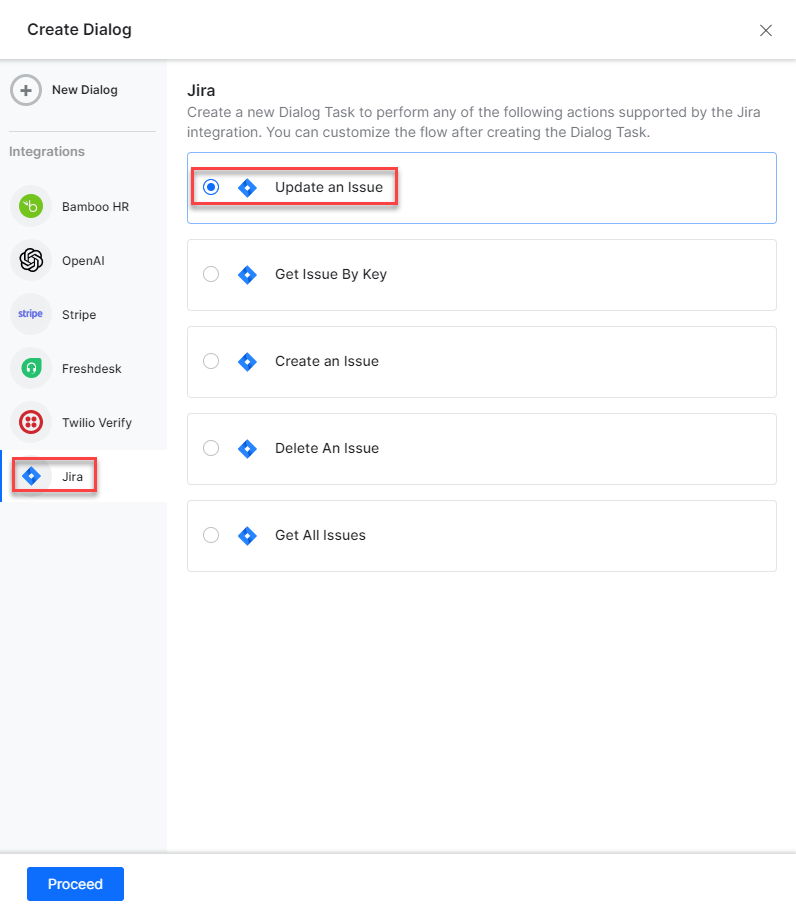 Create Dialog
New Dialog
Integrations
Bamboo HR
OpenAI
stripe
Stripe
Freshdesk
Twilio Verify
Jira
Jira
Create a new Dialog Task to perform any of the following actions supported by the Jira
integration. You can customize the flow after creating the Dialog Task.
Update an Issue
Get Issue By Key
Create an Issue
Delete An Issue
Get All Issues
Proceed